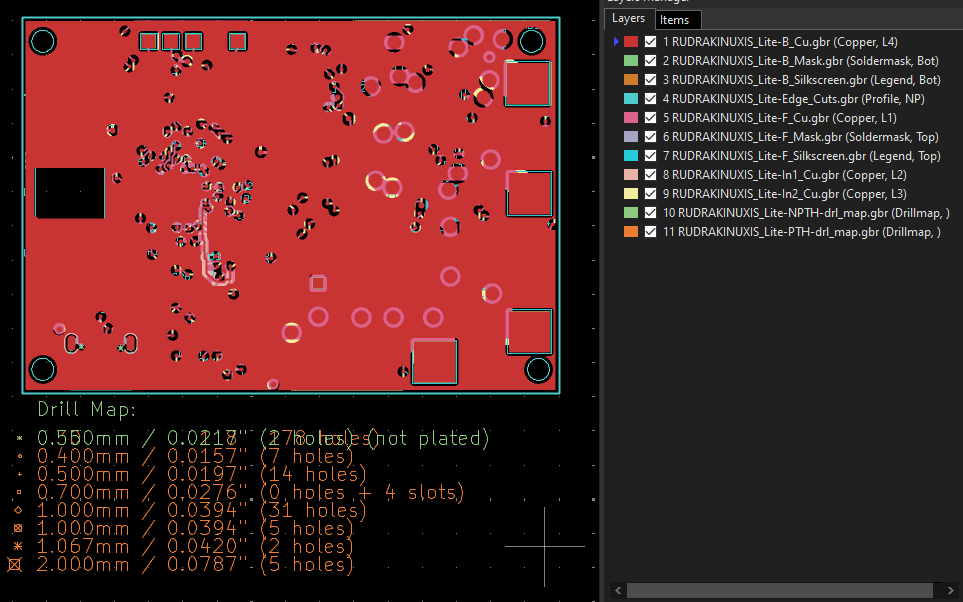 Layers
Items
1 RUDRAKINUXIS_Lite-B_Cu.gbr (Copper, L4)
2 RUDRAKINUXIS_Lite-B_Mask.gbr (Soldermask, Bot)
3 RUDRAKINUXIS_Lite-B_Silkscreen.gbr (Legend, Bot)
4 RUDRAKINUXIS_Lite-Edge_Cuts.gbr (Profile, NP)
5 RUDRAKINUXIS_Lite-F_Cu.gbr (Copper, L1)
6 RUDRAKINUXIS_Lite-F_Mask.gbr (Soldermask, Top)
7 RUDRAKINUXIS_Lite-F_Silkscreen.gbr (Legend, Top)
8 RUDRAKINUXIS_Lite-In1_Cu.gbr (Copper, L2)
9 RUDRAKINUXIS_Lite-In2_Cu.gbr (Copper, L3)
10 RUDRAKINUXIS_Lite-NPTH-drl_map.gbr (Drillmap, )
11 RUDRAKINUXIS_Lite-PTH-drl_map.gbr (Drillmap, )
Drill Map:
(not plated)
0.400mm / 0.0157" (7 holes)
0.500mm / 0.0197" (14 holes)
0.700mm / 0.0276" (0 holes + 4 slots)
1.000mm / 0.0394" (31 holes)
1.000mm / 0.0394" (5 holes)
1.067mm / 0.0420" (2 holes)
2.000mm / 0.0787" (5 holes)